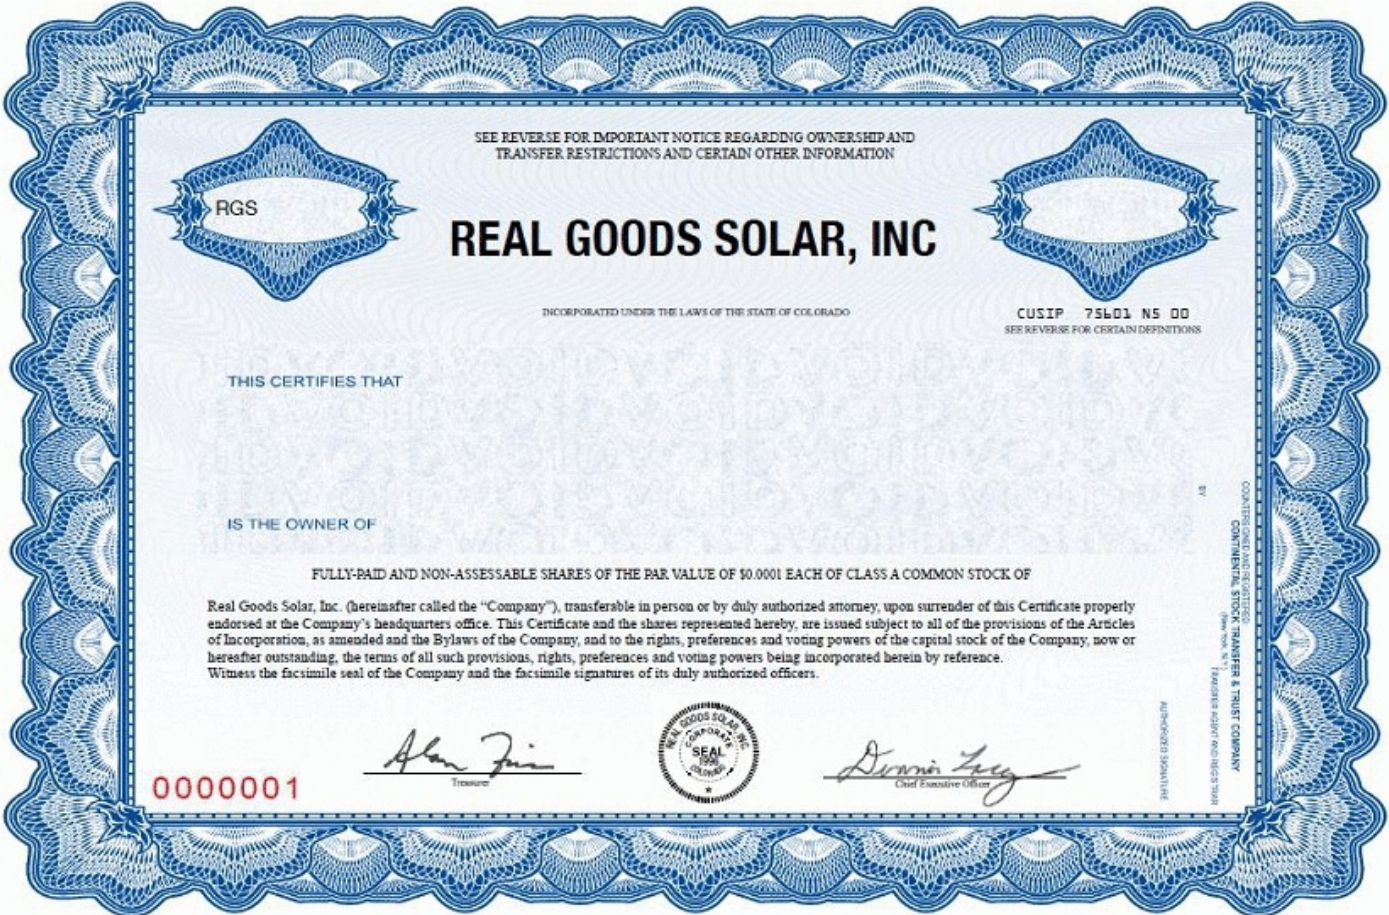 SEE REVERSE FOR IMPORTANT NOTICE REGARDING OWNERSHIP AND
TRANSFER RESTRICTIONS AND CERTAIN OTHER INFORMATION
RGS
REAL GOODS SOLAR, INC
INCORPORATED UNDER THE LAWS OF THE STATE OF COLORADO
CUSIP 75601 N5 00
SEE REVERSE FOR CERTAIN DEFINITIONS
THIS CERTIFIES THAT
IS THE OWNER OF
FULLY-PAID AND NON-ASSESSABLE SHARES OF THE PAR VALUE OF $0.0001 EACH OF CLASS A COMMON STOCK OF
Real Goods Solar, Inc. (hereinafter called the “Company”), transferable in person or by duly authorized attorney, upon surrender of this Certificate properly
endorsed at the Company’s headquarters office. This Certificate and the shares represented hereby, are issued subject to all of the provisions of the Articles
of Incorporation, as amended and the Bylaws of the Company, and to the rights, preferences and voting powers of the capital stock of the Company, now or
hereafter outstanding, the terms of all such provisions, rights, preferences and voting powers being incorporated herein by reference.
Witness the facsimile seal of the Company and the facsimile signatures of its duly authorized officers.
0000001
Treasurer
REAL GOODS SOLAR, INC
CORPORATE
SEAL
COLORADO
Chief Executive Officer
COUNTERSIGNED AND REGISTERED:
CONTINENTAL STOCK TRANSFER & TRUST COMPANY
TRANSFER AGENT AND REGISTRAR
BY
AUTHORIZED SIGNATURE